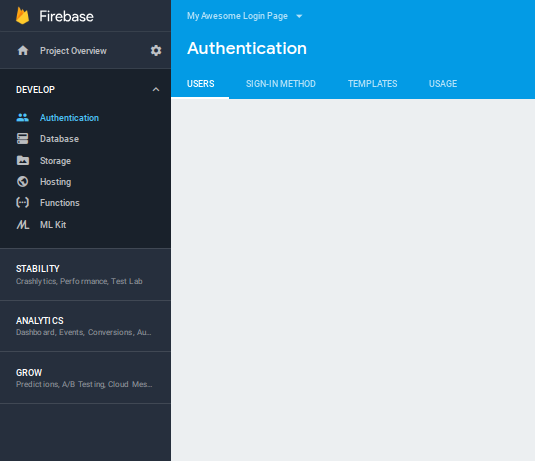 Firebase
Project Overview
DEVELOP
Authentication
Database
Storage
Hosting
Functions
ML Kit
STABILITY
Crashlytics, Performance, Test Lab
ANALYTICS
Dashboard, Events, Conversions, Au...
GROW
Predictions, A/B Testing, Cloud Mes...
My Awesome Login Page
Authentication
USERS SIGN-IN METHOD TEMPLATES USAGE